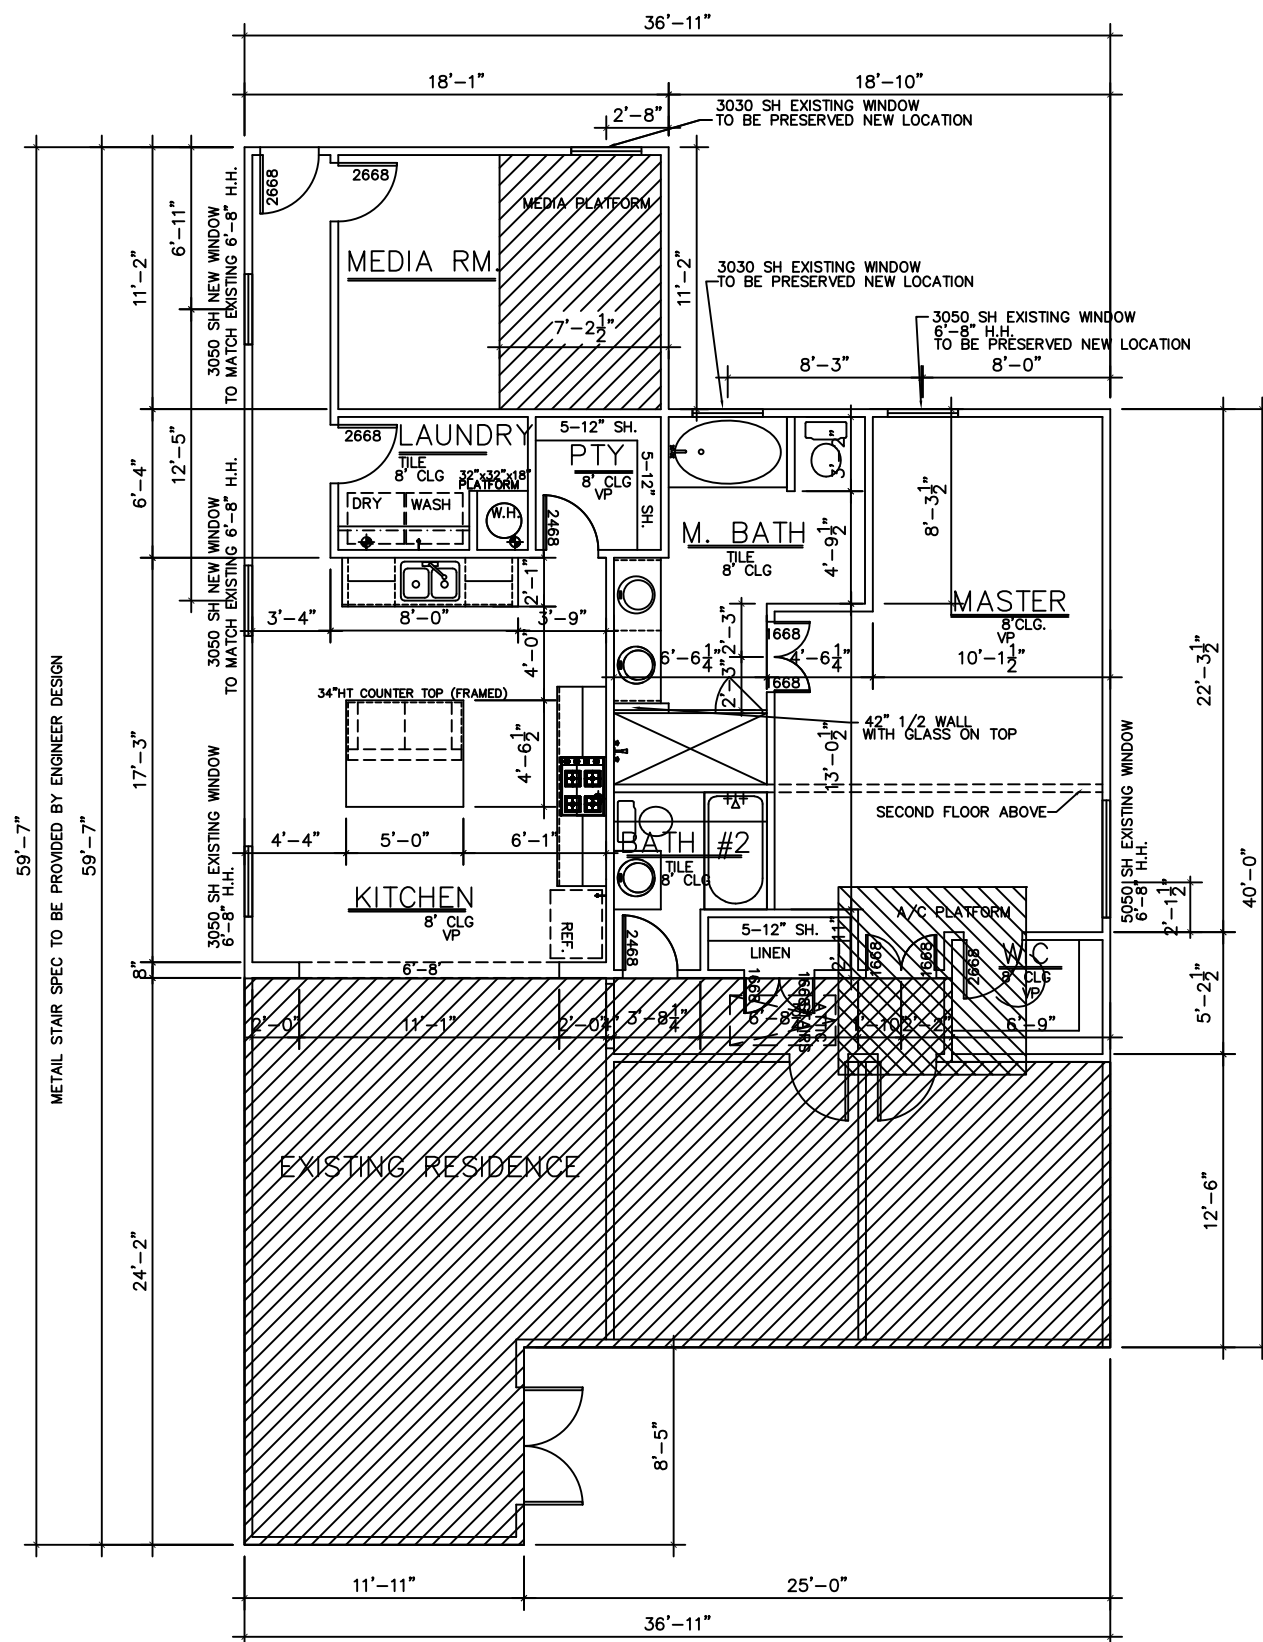 36'-11"
18'-1"
18'-10"
2'-8"
3030 SH EXISTING WINDOW
TO BE PRESERVED NEW LOCATION
2668
2668
MEDIA PLATFORM
MEDIA RM.
3050 SH NEW WINDOW
TO MATCH EXISTING 6'-8" H.H.
6'-11"
11'-2"
11'-2"
7'-2 1/2"
3030 SH EXISTING WINDOW
TO BE PRESERVED NEW LOCATION
3050 SH EXISTING WINDOW
6'-8" H.H.
TO BE PRESERVED NEW LOCATION
8'-3"
8'-0"
2668
LAUNDRY
TILE
8' CLG
32"x32"x18"
PLATFORM
DRY
WASH
W.H.
5-12" SH.
PTY
8' CLG
VP
5-12" SH.
2468
12'-5"
6'-4"
3050 SH NEW WINDOW
TO MATCH EXISTING 6'-8" H.H.
3'-2"
M. BATH
TILE
8' CLG
4'-9 1/2"
8'-3 1/2"
MASTER
8'CLG.
VP
2'-1"
3'-4"
8'-0"
3'-9"
4'-0"
2'-3"
2'-3"
1668
1668
6'-6 1/4"
4'-6 1/4"
10'-1 1/2"
22'-3 1/2"
34"HT COUNTER TOP (FRAMED)
4'-6 1/2"
42" 1/2 WALL
WITH GLASS ON TOP
13'-0 1/2"
17'-3"
METAIL STAIR SPEC TO BE PROVIDED BY ENGINEER DESIGN
59'-7"
59'-7"
3050 SH EXISTING WINDOW
6'-8" H.H.
SECOND FLOOR ABOVE
5050 SH EXISTING WINDOW
6'-8" H.H.
2'-1 1/2"
40'-0"
4'-4"
5'-0"
6'-1"
BATH #2
TILE
8' CLG
KITCHEN
8' CLG
VP
REF.
2468
A/C PLATFORM
5-12" SH.
LINEN
2'-11"
1668
1668
2668
W C
8' CLG
VP
5'-2 1/2"
8"
6'-8"
1668
1668
ATTIC
2'-0"
11'-1"
2'-0"
3'-8 1/4"
2'-2"
6'-9"
EXISTING RESIDENCE
12'-6"
24'-2"
8'-5"
11'-11"
25'-0"
36'-11"